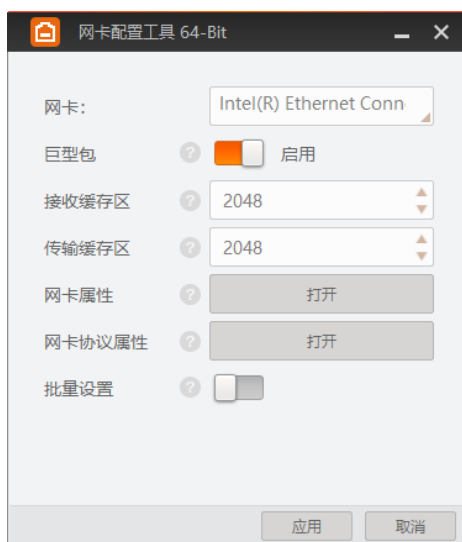 网卡配置工具 64-Bit
网卡: Intel(R) Ethernet Conn
巨型包 ? 启用
接收缓存区 ? 2048
传输缓存区 ? 2048
网卡属性 ? 打开
网卡协议属性 ? 打开
批量设置 ?
应用 取消